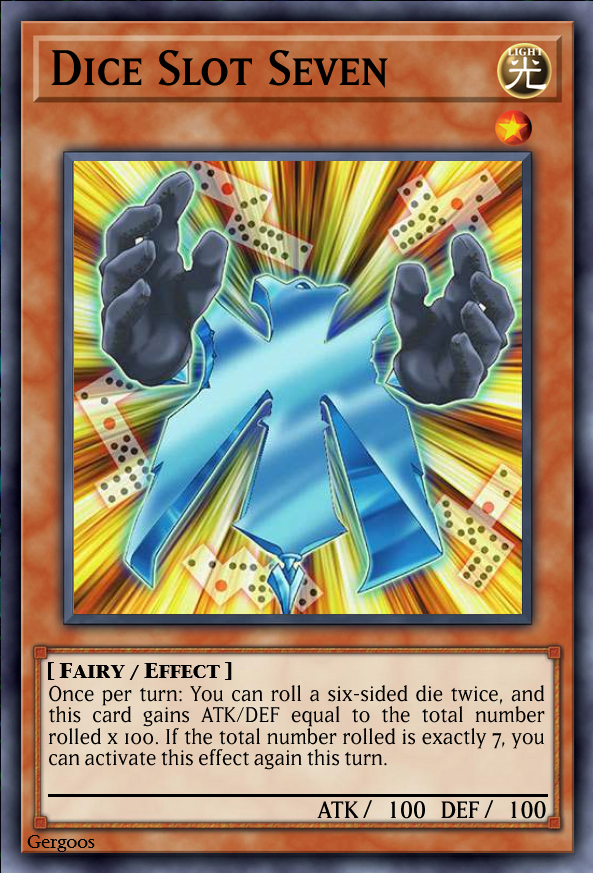 Dice Slot Seven
LIGHT
光
[ Fairy / Effect ]
Once per turn: You can roll a six-sided die twice, and
this card gains ATK/DEF equal to the total number
rolled x 100. If the total number rolled is exactly 7, you
can activate this effect again this turn.
ATK / 100 DEF / 100
Gergoos